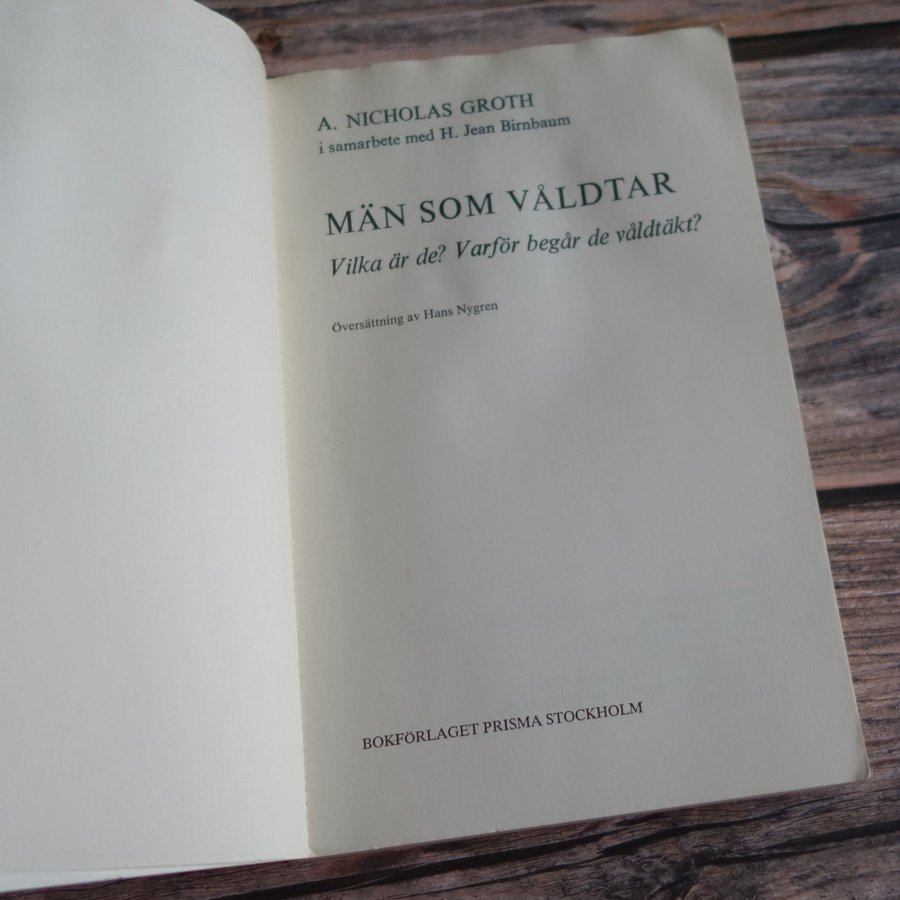 A. NICHOLAS GROTH
i samarbete med H. Jean Birnbaum
MÄN SOM VÅLDTAR
Vilka är de? Varför begår de våldtäkt?
Översättning av Hans Nygren
BOKFÖRLAGET PRISMA STOCKHOLM